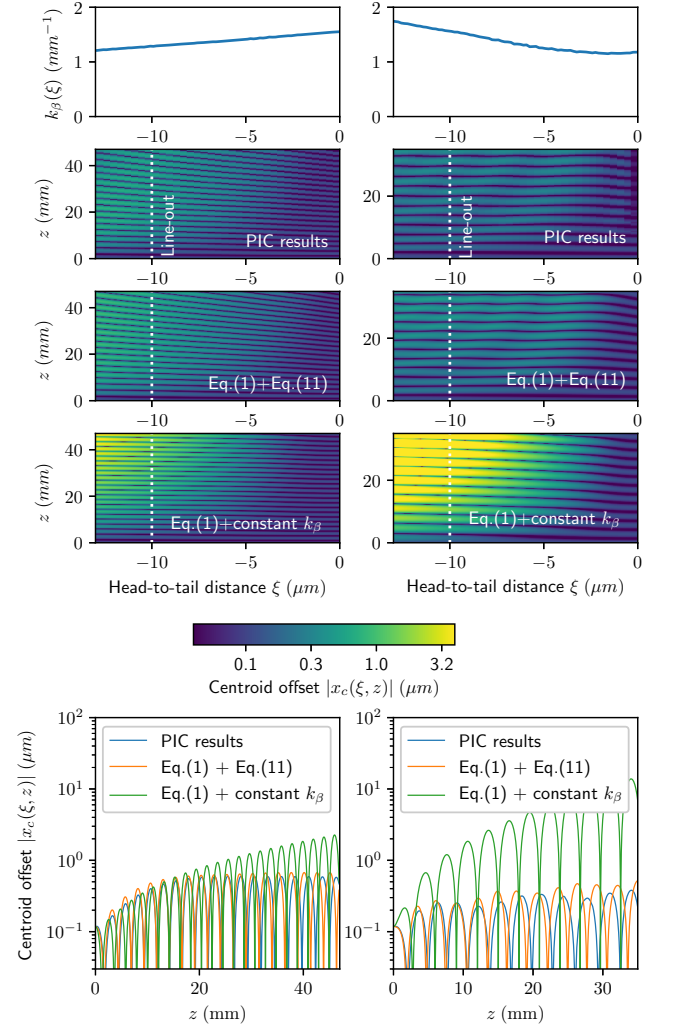 2
1
0
k_β(ξ) (mm⁻¹)
−10 −5 0
2
1
0
−10 −5 0
40
20
0
z (mm)
Line-out
PIC results
−10 −5 0
20
0
Line-out
PIC results
−10 −5 0
40
20
0
z (mm)
Eq.(1)+Eq.(11)
−10 −5 0
20
0
Eq.(1)+Eq.(11)
−10 −5 0
40
20
0
z (mm)
Eq.(1)+constant k_β
−10 −5 0
Head-to-tail distance ξ (μm)
20
0
Eq.(1)+constant k_β
−10 −5 0
Head-to-tail distance ξ (μm)
0.1 0.3 1.0 3.2
Centroid offset |x_c(ξ, z)| (μm)
Centroid offset |x_c(ξ, z)| (μm)
10²
10¹
10⁰
10⁻¹
PIC results
Eq.(1) + Eq.(11)
Eq.(1) + constant k_β
0 20 40
z (mm)
10²
10¹
10⁰
10⁻¹
PIC results
Eq.(1) + Eq.(11)
Eq.(1) + constant k_β
0 10 20 30
z (mm)